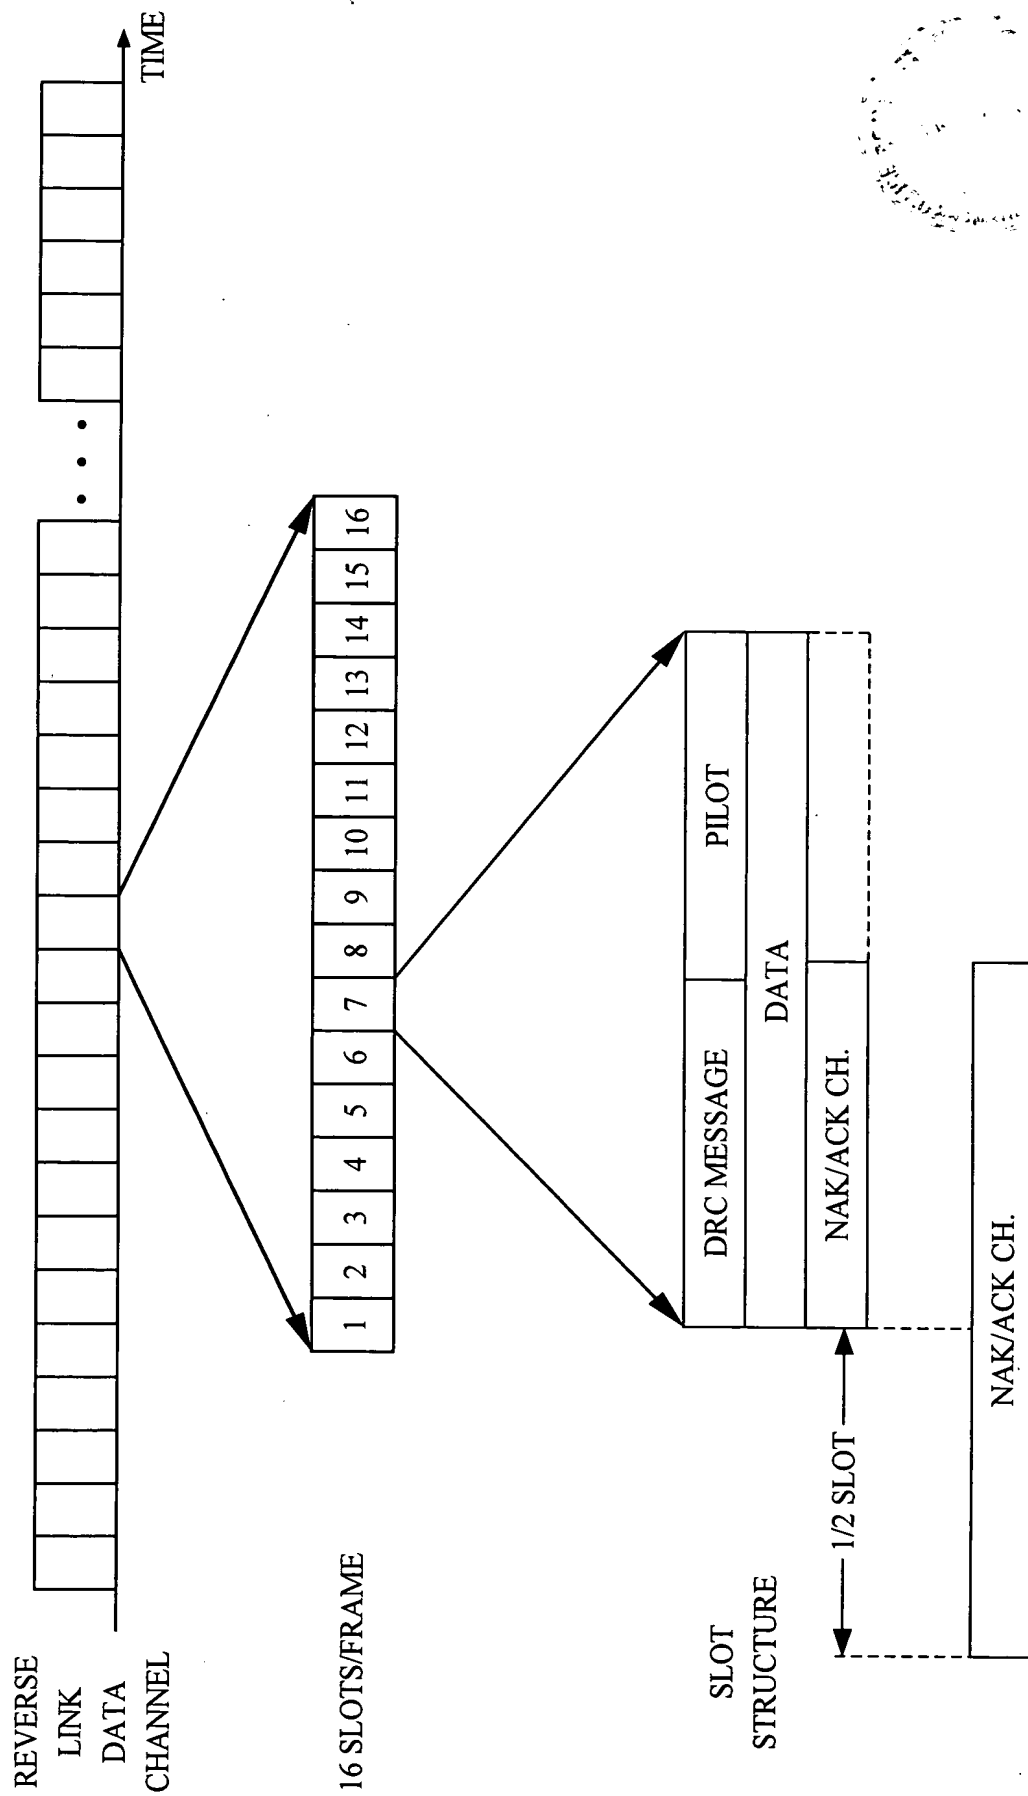 REVERSE
LINK
DATA
CHANNEL
TIME
16 SLOTS/FRAME
1 2 3 4 5 6 7 8 9 10 11 12 13 14 15 16
SLOT
STRUCTURE
DRC MESSAGE
PILOT
DATA
NAK/ACK CH.
1/2 SLOT
NAK/ACK CH.